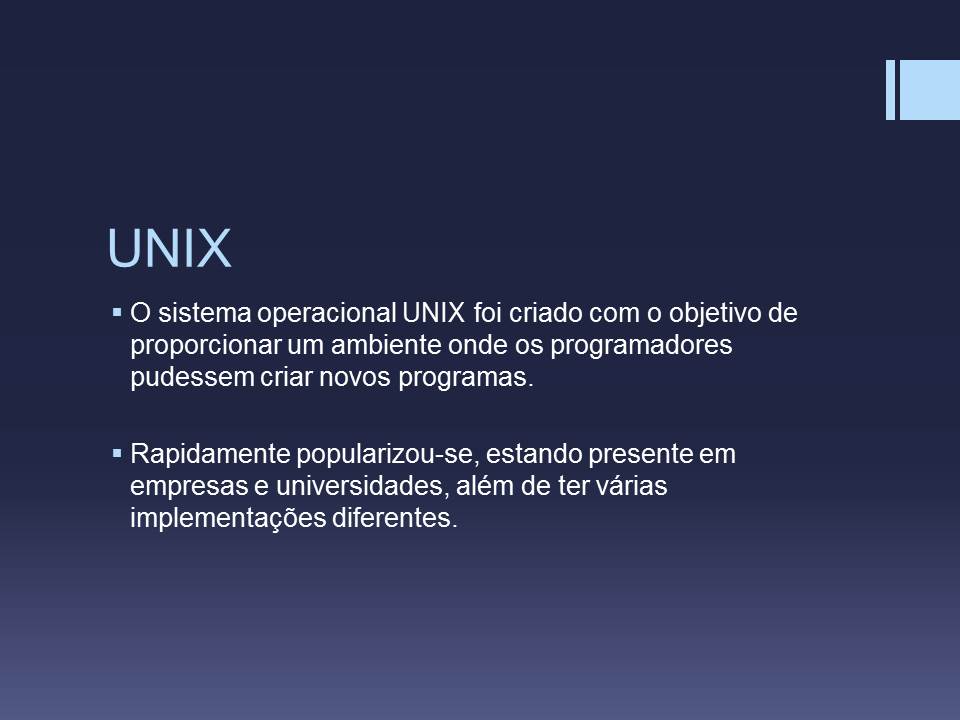 UNIX
▪ O sistema operacional UNIX foi criado com o objetivo de
proporcionar um ambiente onde os programadores
pudessem criar novos programas.
▪ Rapidamente popularizou-se, estando presente em
empresas e universidades, além de ter várias
implementações diferentes.